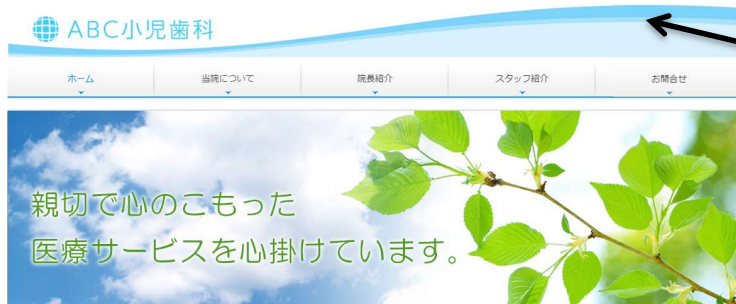 ABC小児歯科
ホーム 当院について 院長紹介 スタッフ紹介 お問合せ
親切で心のこもった
医療サービスを心掛けています。